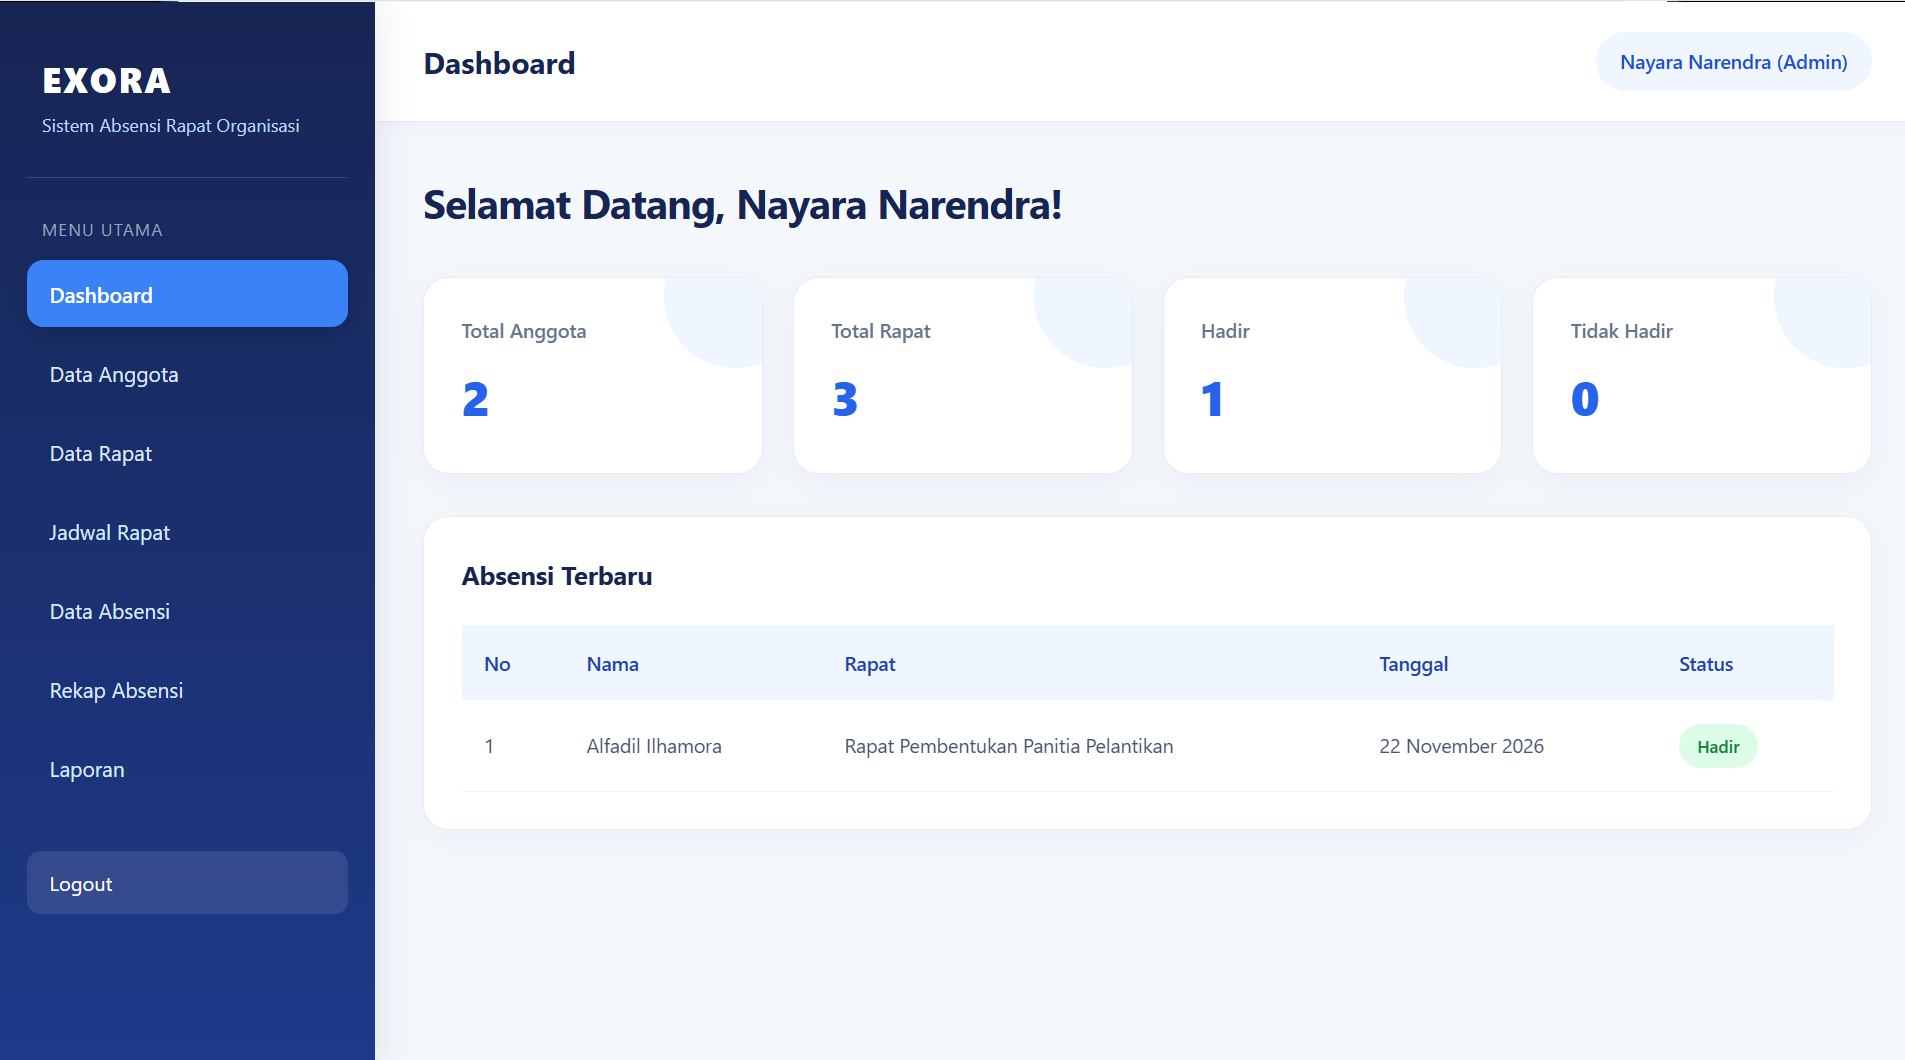 EXORA
Sistem Absensi Rapat Organisasi
MENU UTAMA
Dashboard
Data Anggota
Data Rapat
Jadwal Rapat
Data Absensi
Rekap Absensi
Laporan
Logout
Dashboard
Nayara Narendra (Admin)
Selamat Datang, Nayara Narendra!
Total Anggota
2
Total Rapat
3
Hadir
1
Tidak Hadir
0
Absensi Terbaru
No Nama Rapat Tanggal Status
1 Alfadil Ilhamora Rapat Pembentukan Panitia Pelantikan 22 November 2026 Hadir